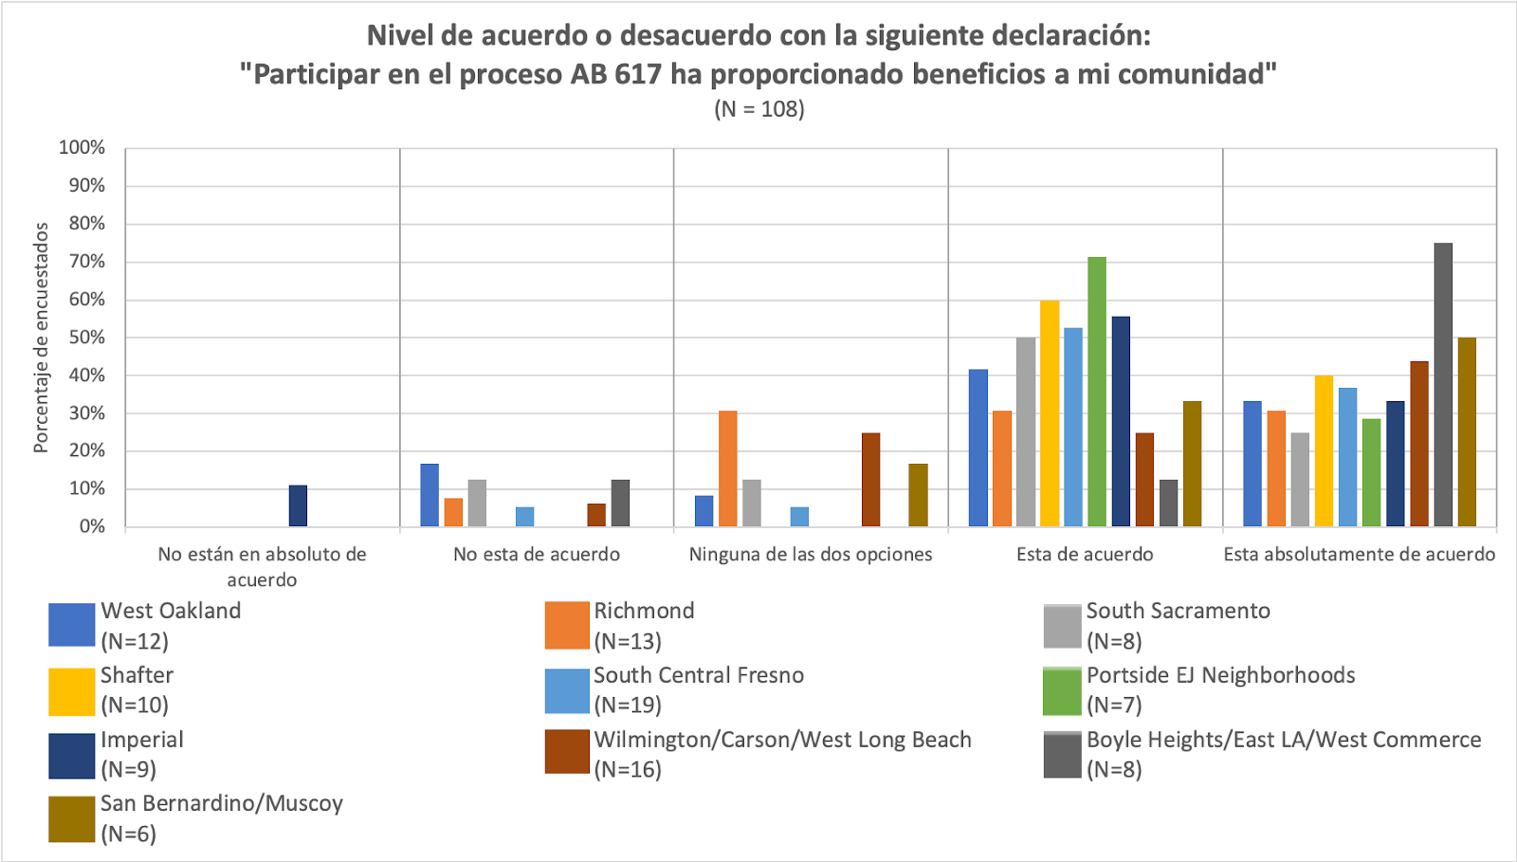 Nivel de acuerdo o desacuerdo con la siguiente declaración:
"Participar en el proceso AB 617 ha proporcionado beneficios a mi comunidad"
(N = 108)
Porcentaje de encuestados
100%
90%
80%
70%
60%
50%
40%
30%
20%
10%
0%
No están en absoluto de
acuerdo
No esta de acuerdo
Ninguna de las dos opciones
Esta de acuerdo
Esta absolutamente de acuerdo
West Oakland
(N=12)
Richmond
(N=13)
South Sacramento
(N=8)
Shafter
(N=10)
South Central Fresno
(N=19)
Portside EJ Neighborhoods
(N=7)
Imperial
(N=9)
Wilmington/Carson/West Long Beach
(N=16)
Boyle Heights/East LA/West Commerce
(N=8)
San Bernardino/Muscoy
(N=6)